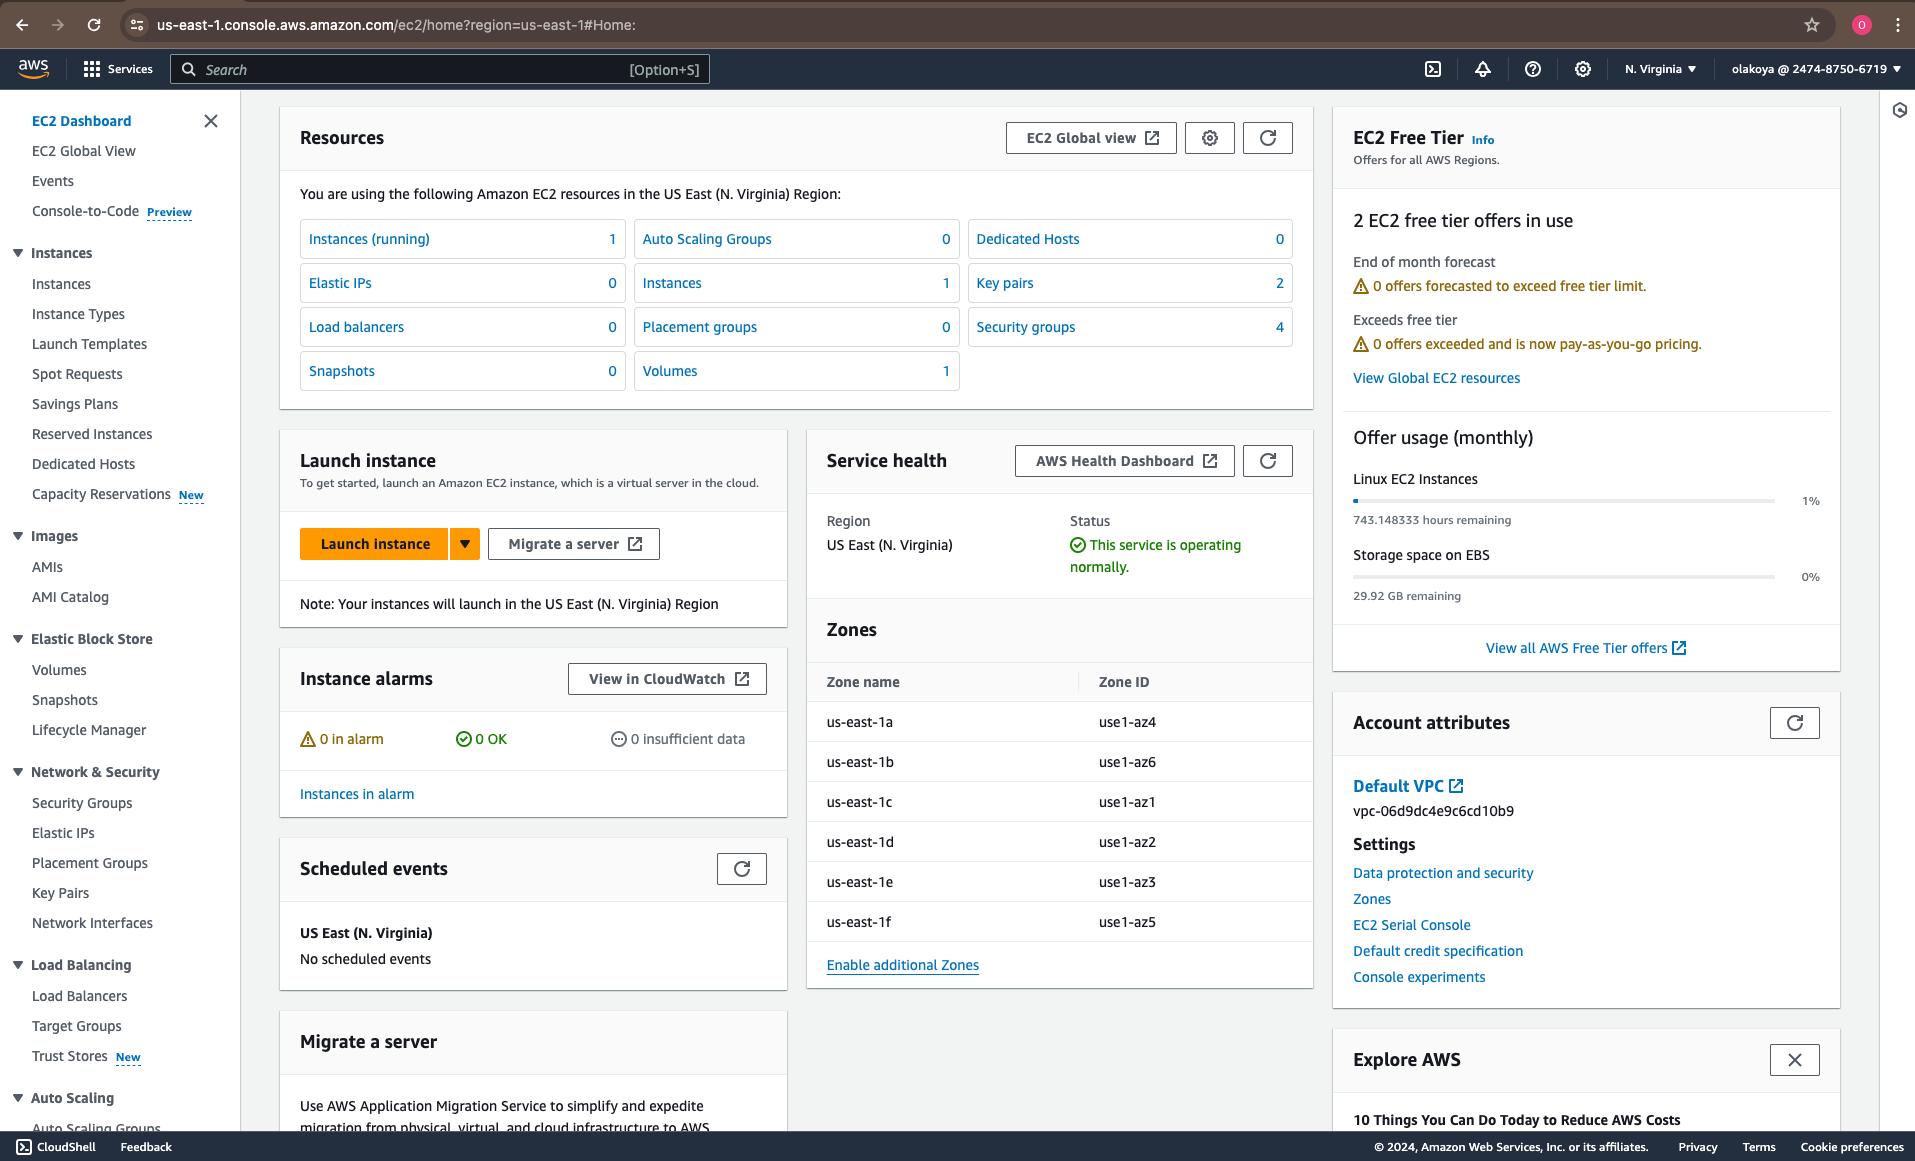 us-east-1.console.aws.amazon.com/ec2/home?region=us-east-1#Home:
O
aws
Services
Search
[Option+S]
N. Virginia
olakoya @ 2474-8750-6719
EC2 Dashboard
EC2 Global View
Events
Console-to-Code Preview
Instances
Instances
Instance Types
Launch Templates
Spot Requests
Savings Plans
Reserved Instances
Dedicated Hosts
Capacity Reservations New
Images
AMIs
AMI Catalog
Elastic Block Store
Volumes
Snapshots
Lifecycle Manager
Network & Security
Security Groups
Elastic IPs
Placement Groups
Key Pairs
Network Interfaces
Load Balancing
Load Balancers
Target Groups
Trust Stores New
Auto Scaling
Auto Scaling Groups
Resources
EC2 Global view
You are using the following Amazon EC2 resources in the US East (N. Virginia) Region:
Instances (running) 1
Auto Scaling Groups 0
Dedicated Hosts 0
Elastic IPs 0
Instances 1
Key pairs 2
Load balancers 0
Placement groups 0
Security groups 4
Snapshots 0
Volumes 1
Launch instance
To get started, launch an Amazon EC2 instance, which is a virtual server in the cloud.
Launch instance
Migrate a server
Note: Your instances will launch in the US East (N. Virginia) Region
Instance alarms
View in CloudWatch
0 in alarm
0 OK
0 insufficient data
Instances in alarm
Scheduled events
US East (N. Virginia)
No scheduled events
Migrate a server
Use AWS Application Migration Service to simplify and expedite
migration from physical, virtual, and cloud infrastructure to AWS.
Service health
AWS Health Dashboard
Region
US East (N. Virginia)
Status
This service is operating
normally.
Zones
Zone name Zone ID
us-east-1a use1-az4
us-east-1b use1-az6
us-east-1c use1-az1
us-east-1d use1-az2
us-east-1e use1-az3
us-east-1f use1-az5
Enable additional Zones
EC2 Free Tier Info
Offers for all AWS Regions.
2 EC2 free tier offers in use
End of month forecast
0 offers forecasted to exceed free tier limit.
Exceeds free tier
0 offers exceeded and is now pay-as-you-go pricing.
View Global EC2 resources
Offer usage (monthly)
Linux EC2 Instances
1%
743.148333 hours remaining
Storage space on EBS
0%
29.92 GB remaining
View all AWS Free Tier offers
Account attributes
Default VPC
vpc-06d9dc4e9c6cd10b9
Settings
Data protection and security
Zones
EC2 Serial Console
Default credit specification
Console experiments
Explore AWS
10 Things You Can Do Today to Reduce AWS Costs
CloudShell
Feedback
© 2024, Amazon Web Services, Inc. or its affiliates.
Privacy
Terms
Cookie preferences